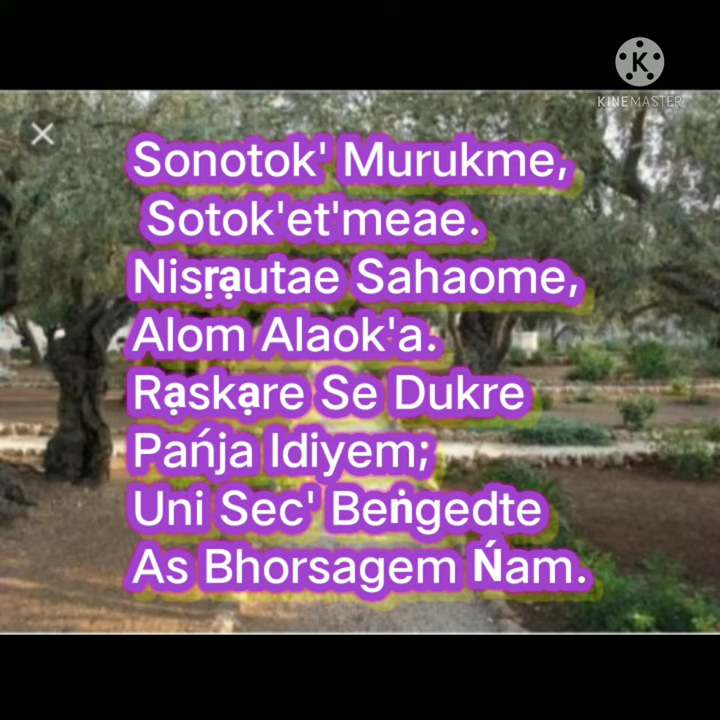 KINEMASTER
Sonotok' Murukme,
Sotok'et'meae.
Nisṛạutae Sahaome,
Alom Alaok'a.
Rạskạre Se Dukre
Pańja Idiyem;
Uni Sec' Beṅgedte
As Bhorsagem Ńam.